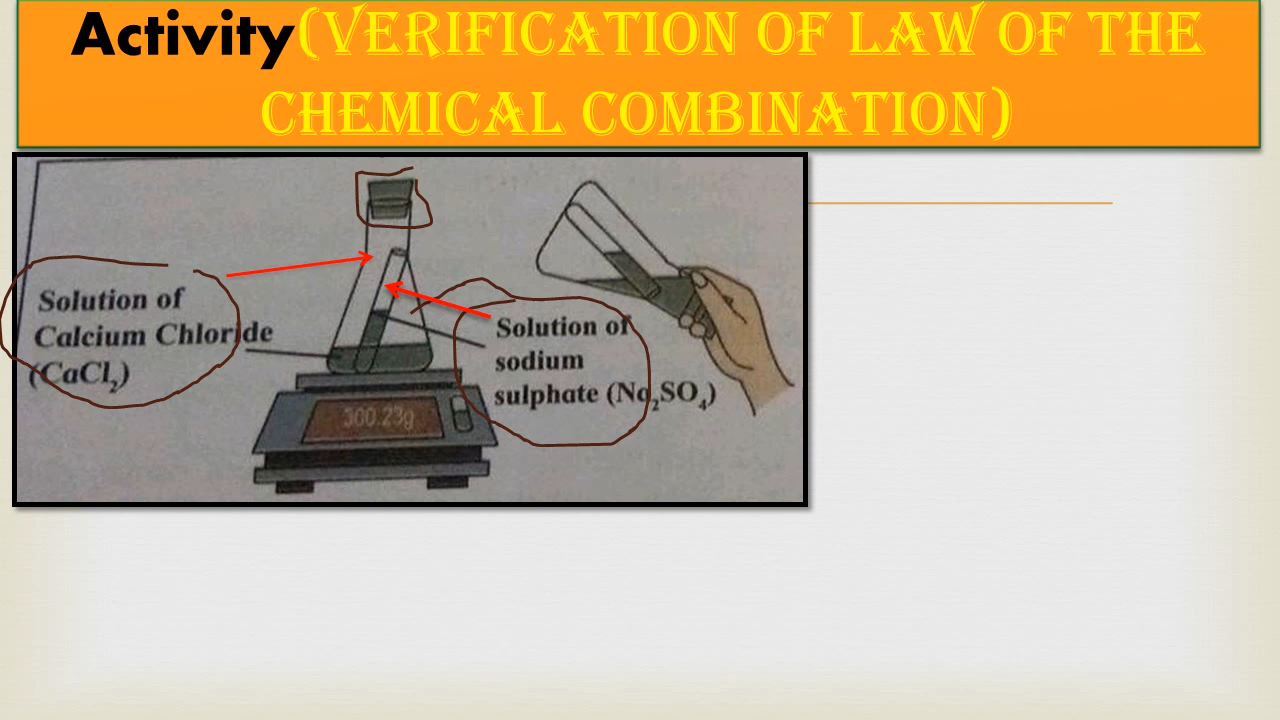 Activity(VERIFICATION OF LAW OF THE
CHEMICAL COMBINATION)
Solution of
Calcium Chloride
(CaCl₂)
Solution of
sodium
sulphate (Na₂SO₄)
300.23g